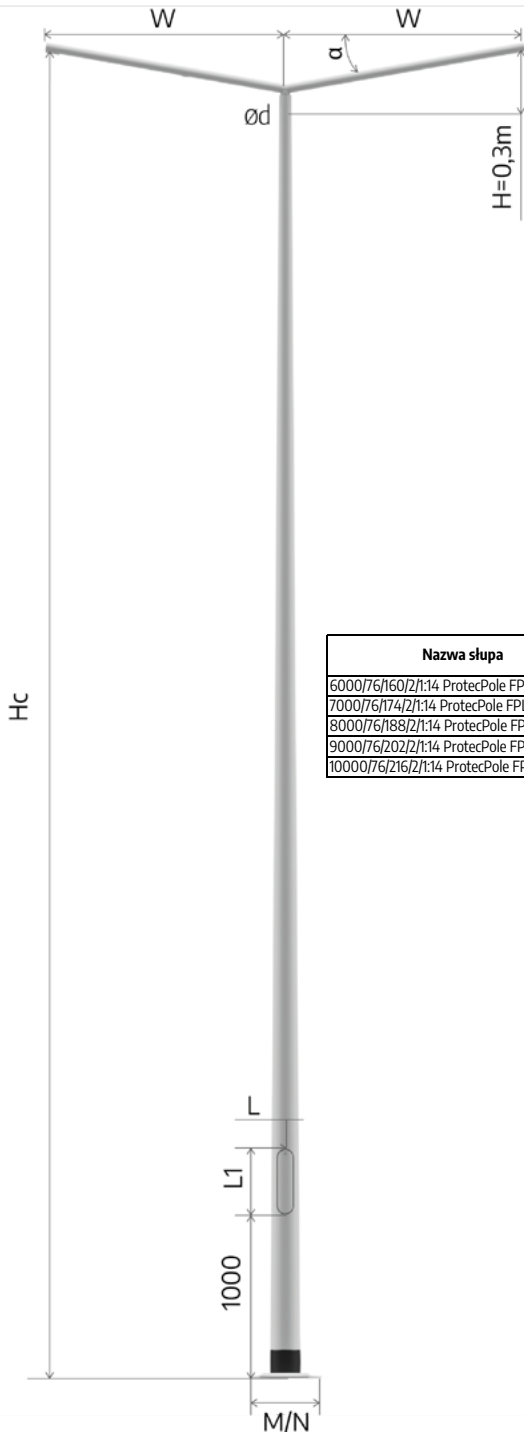 W
W
α
ød
H=0,3m
Hc
Nazwa słupa
6000/76/160/2/1:14 ProtecPole FP
7000/76/174/2/1:14 ProtecPole FP
8000/76/188/2/1:14 ProtecPole FP
9000/76/202/2/1:14 ProtecPole FP
10000/76/216/2/1:14 ProtecPole FP
L
L1
1000
M/N